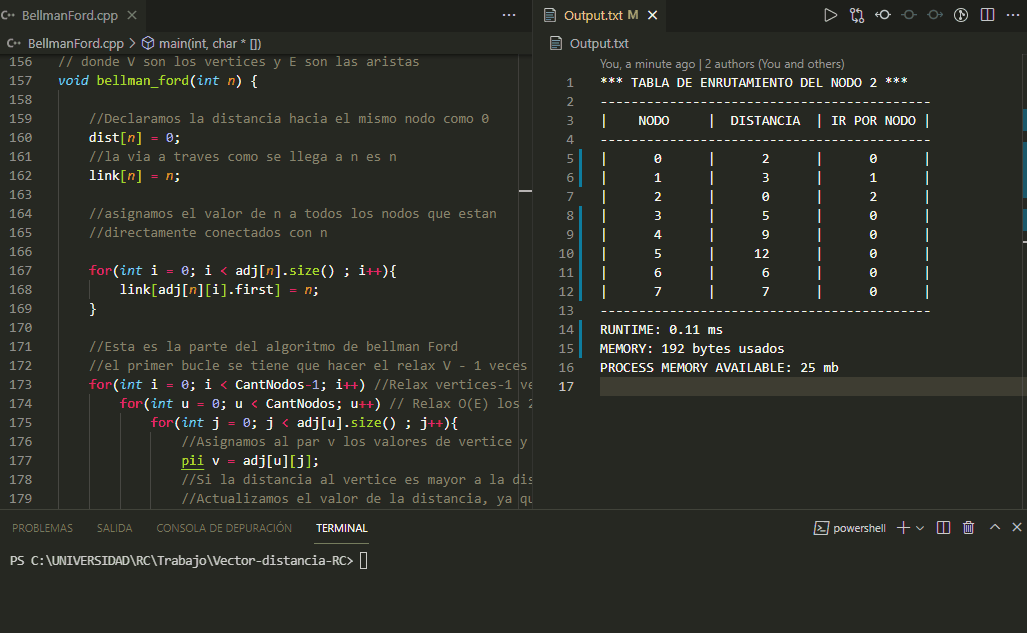 C++ BellmanFord.cpp ×
...
C++ BellmanFord.cpp > main(int, char * [])
156 // donde V son los vertices y E son las aristas
157 void bellman_ford(int n) {
158
159 //Declaramos la distancia hacia el mismo nodo como 0
160 dist[n] = 0;
161 //la via a traves como se llega a n es n
162 link[n] = n;
163
164 //asignamos el valor de n a todos los nodos que estan
165 //directamente conectados con n
166
167 for(int i = 0; i < adj[n].size() ; i++){
168 link[adj[n][i].first] = n;
169 }
170
171 //Esta es la parte del algoritmo de bellman Ford
172 //el primer bucle se tiene que hacer el relax V - 1 veces
173 for(int i = 0; i < CantNodos-1; i++) //Relax vertices-1 ve
174 for(int u = 0; u < CantNodos; u++) // Relax O(E) los 2
175 for(int j = 0; j < adj[u].size() ; j++){
176 //Asignamos al par v los valores de vertice y
177 pii v = adj[u][j];
178 //Si la distancia al vertice es mayor a la dis
179 //Actualizamos el valor de la distancia, ya qu
Output.txt M ×
...
Output.txt
You, a minute ago | 2 authors (You and others)
1 *** TABLA DE ENRUTAMIENTO DEL NODO 2 ***
2 -------------------------------------------
3 | NODO | DISTANCIA | IR POR NODO |
4 -------------------------------------------
5 | 0 | 2 | 0 |
6 | 1 | 3 | 1 |
7 | 2 | 0 | 2 |
8 | 3 | 5 | 0 |
9 | 4 | 9 | 0 |
10 | 5 | 12 | 0 |
11 | 6 | 6 | 0 |
12 | 7 | 7 | 0 |
13 -------------------------------------------
14 RUNTIME: 0.11 ms
15 MEMORY: 192 bytes usados
16 PROCESS MEMORY AVAILABLE: 25 mb
17
PROBLEMAS SALIDA CONSOLA DE DEPURACIÓN TERMINAL
powershell
PS C:\UNIVERSIDAD\RC\Trabajo\Vector-distancia-RC>